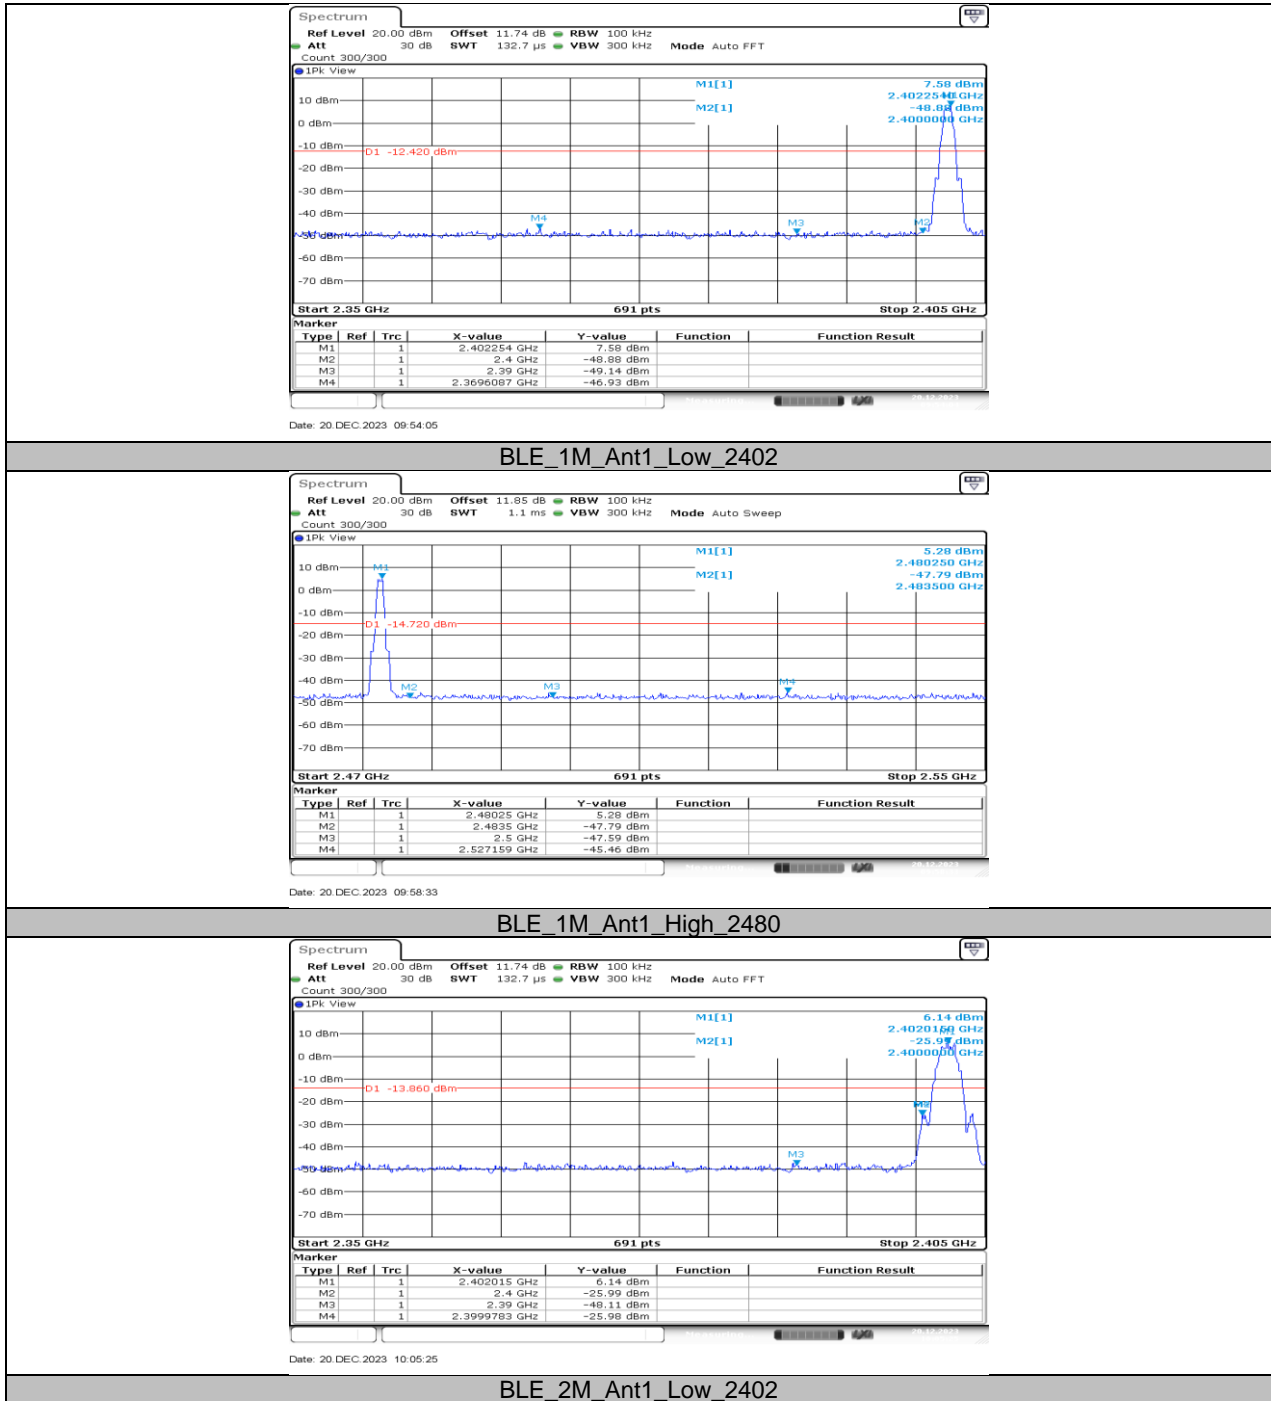 Spectrum
Ref Level 20.00 dBm Offset 11.74 dB RBW 100 kHz
Att 30 dB SWT 132.7 µs VBW 300 kHz Mode Auto FFT
Count 300/300
1Pk View
M1[1] 7.58 dBm
2.4022540 GHz
M2[1] -48.88 dBm
2.4000000 GHz
10 dBm
0 dBm
-10 dBm
D1 -12.420 dBm
-20 dBm
-30 dBm
-40 dBm
M4
M3
M2
-50 dBm
-60 dBm
-70 dBm
Start 2.35 GHz 691 pts Stop 2.405 GHz
Marker
Type Ref Trc X-value Y-value Function Function Result
M1 1 2.402254 GHz 7.58 dBm
M2 1 2.4 GHz -48.88 dBm
M3 1 2.39 GHz -49.14 dBm
M4 1 2.3696087 GHz -46.93 dBm
Date: 20.DEC.2023 09:54:05
BLE_1M_Ant1_Low_2402
Spectrum
Ref Level 20.00 dBm Offset 11.85 dB RBW 100 kHz
Att 30 dB SWT 1.1 ms VBW 300 kHz Mode Auto Sweep
Count 300/300
1Pk View
M1[1] 5.28 dBm
2.480250 GHz
M2[1] -47.79 dBm
2.483500 GHz
10 dBm
M1
0 dBm
-10 dBm
D1 -14.720 dBm
-20 dBm
-30 dBm
-40 dBm
M2
M3
M4
-50 dBm
-60 dBm
-70 dBm
Start 2.47 GHz 691 pts Stop 2.55 GHz
Marker
Type Ref Trc X-value Y-value Function Function Result
M1 1 2.48025 GHz 5.28 dBm
M2 1 2.4835 GHz -47.79 dBm
M3 1 2.5 GHz -47.59 dBm
M4 1 2.527159 GHz -45.46 dBm
Date: 20.DEC.2023 09:58:33
BLE_1M_Ant1_High_2480
Spectrum
Ref Level 20.00 dBm Offset 11.74 dB RBW 100 kHz
Att 30 dB SWT 132.7 µs VBW 300 kHz Mode Auto FFT
Count 300/300
1Pk View
M1[1] 6.14 dBm
2.4020150 GHz
M2[1] -25.99 dBm
2.4000000 GHz
10 dBm
0 dBm
-10 dBm
D1 -13.860 dBm
-20 dBm
-30 dBm
-40 dBm
M3
-50 dBm
-60 dBm
-70 dBm
Start 2.35 GHz 691 pts Stop 2.405 GHz
Marker
Type Ref Trc X-value Y-value Function Function Result
M1 1 2.402015 GHz 6.14 dBm
M2 1 2.4 GHz -25.99 dBm
M3 1 2.39 GHz -48.11 dBm
M4 1 2.3999783 GHz -25.98 dBm
Date: 20.DEC.2023 10:05:25
BLE_2M_Ant1_Low_2402